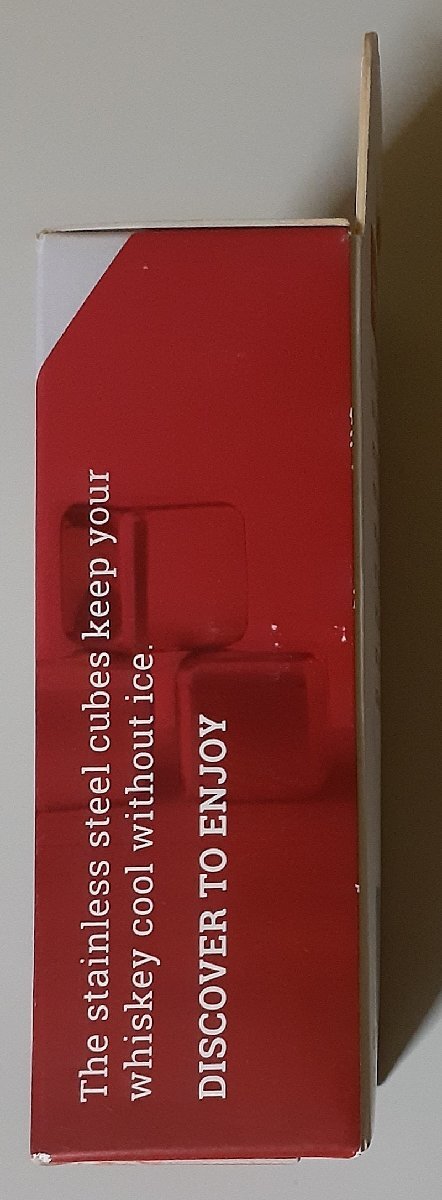 The stainless steel cubes keep your
whiskey cool without ice.
DISCOVER TO ENJOY